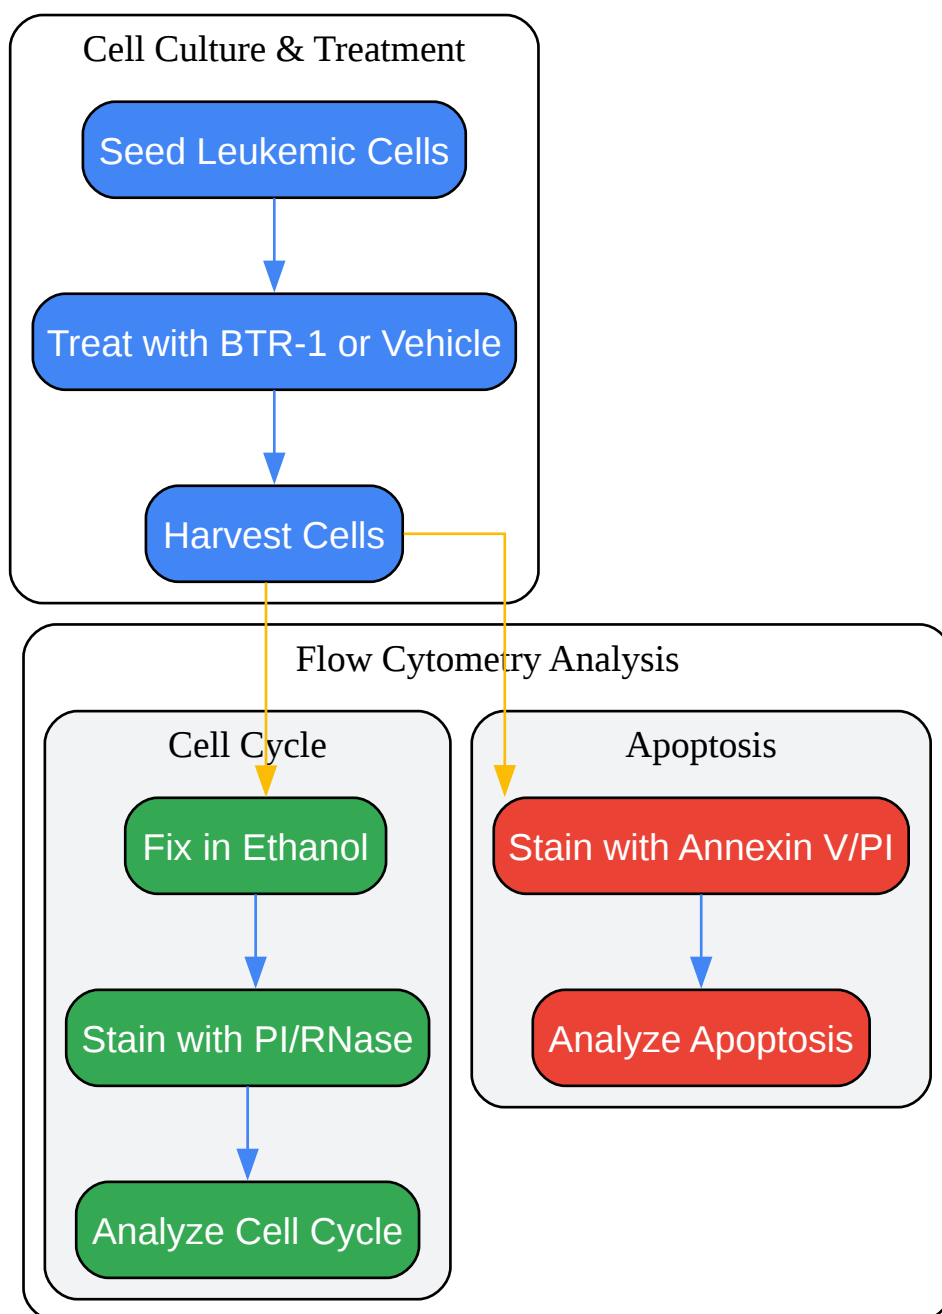 Cell Culture & Treatment
Seed Leukemic Cells
Treat with BTR-1 or Vehicle
Harvest Cells
Flow Cytometry Analysis
Cell Cycle
Fix in Ethanol
Stain with PI/RNase
Analyze Cell Cycle
Apoptosis
Stain with Annexin V/PI
Analyze Apoptosis